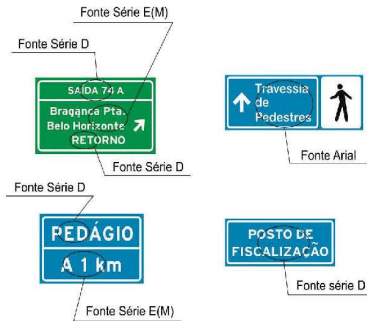 Fonte Série E(M)
Fonte Série D
SAÍDA 74 A
Bragança Pta.
Belo Horizonte
RETORNO
Fonte Série D
Travessia
de
Pedestres
Fonte Arial
Fonte Série D
PEDÁGIO
A 1 km
Fonte Série E(M)
POSTO DE
FISCALIZAÇÃO
Fonte série D